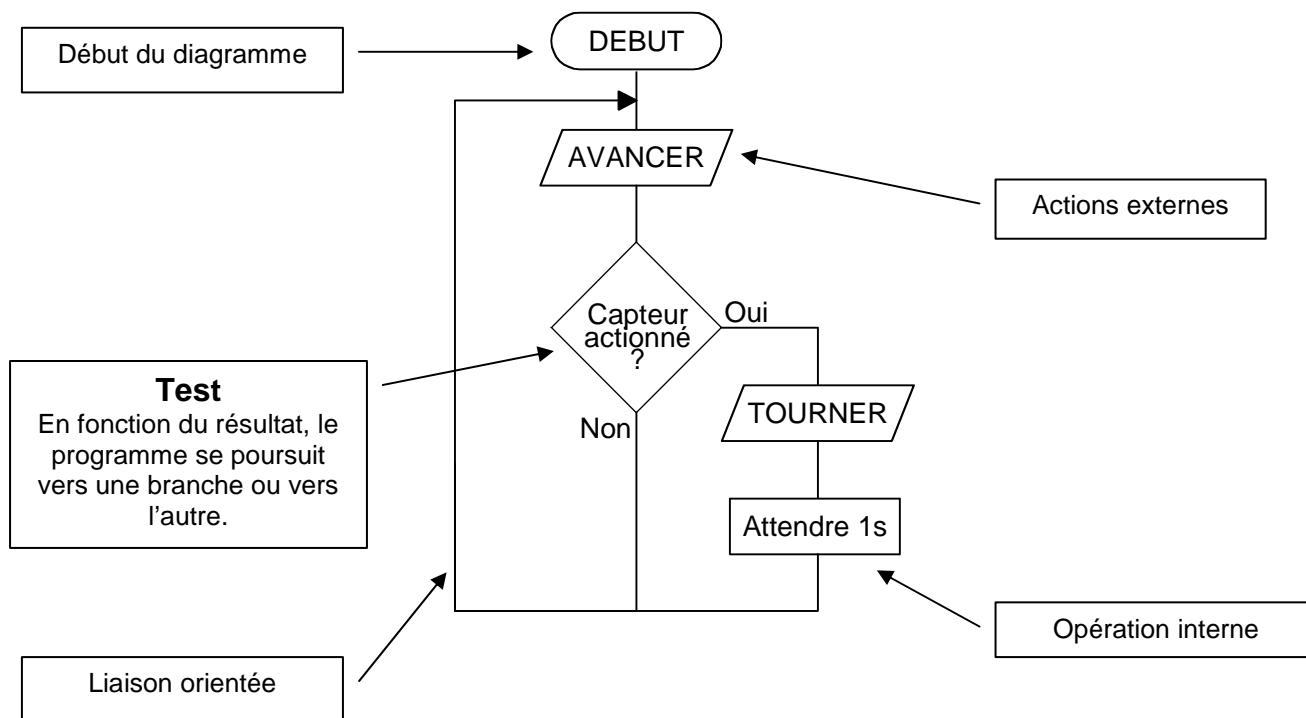 Début du diagramme
DEBUT
AVANCER
Actions externes
Capteur
actionné
?
Oui
Non
Test
En fonction du résultat, le
programme se poursuit
vers une branche ou vers
l'autre.
TOURNER
Attendre 1s
Opération interne
Liaison orientée